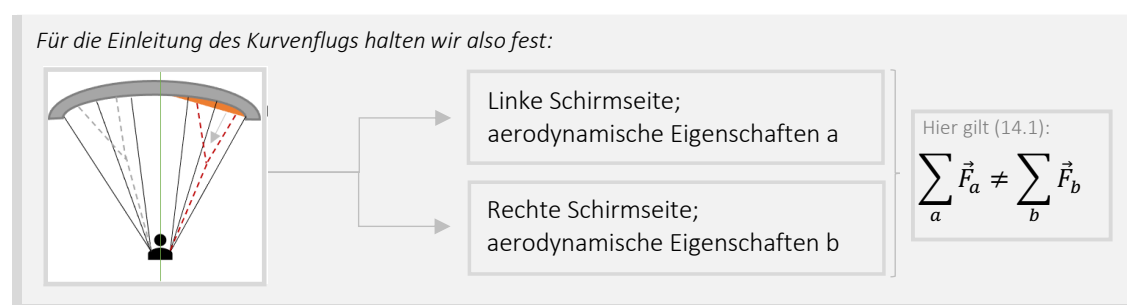 Für die Einleitung des Kurvenflugs halten wir also fest:
Linke Schirmseite;
aerodynamische Eigenschaften a
Rechte Schirmseite;
aerodynamische Eigenschaften b
Hier gilt (14.1):
∑_a F⃗_a ≠ ∑_b F⃗_b